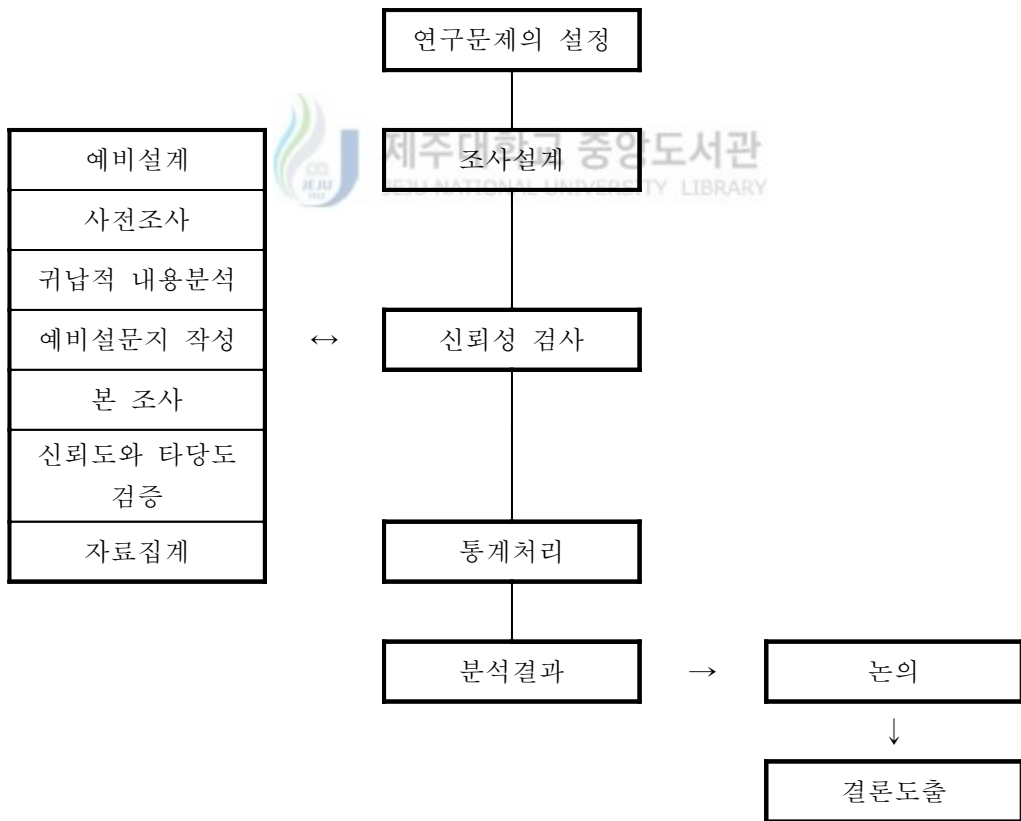 연구문제의 설정
제주대학교 중앙도서관
JEJU NATIONAL UNIVERSITY LIBRARY
JEJU
1952
조사설계
예비설계
사전조사
귀납적 내용분석
예비설문지 작성
↔
신뢰성 검사
본 조사
신뢰도와 타당도
검증
자료집계
통계처리
분석결과
→
논의
↓
결론도출